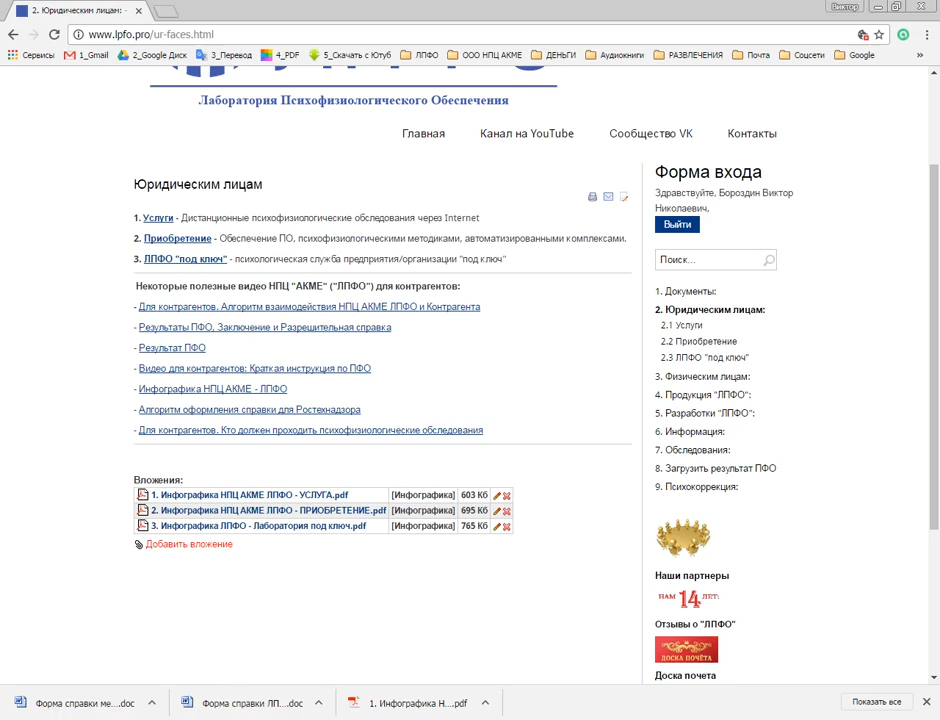 2. Юридическим лицам: -
Виктор
www.lpfo.pro/ur-faces.html
Сервисы 1_Gmail 2_Google Диск 3_Перевод 4_PDF 5_Скачать с Ютуб ЛПФО ООО НПЦ АКМЕ ДЕНЬГИ Аудиокниги РАЗВЛЕЧЕНИЯ Почта Соцсети Google »
Лаборатория Психофизиологического Обеспечения
Главная Канал на YouTube Сообщество VK Контакты
Юридическим лицам
1. Услуги - Дистанционные психофизиологические обследования через Internet
2. Приобретение - Обеспечение ПО, психофизиологическими методиками, автоматизированными комплексами.
3. ЛПФО "под ключ" - психологическая служба предприятия/организации "под ключ"
Некоторые полезные видео НПЦ "АКМЕ" ("ЛПФО") для контрагентов:
- Для контрагентов. Алгоритм взаимодействия НПЦ АКМЕ ЛПФО и Контрагента
- Результаты ПФО, Заключение и Разрешительная справка
- Результат ПФО
- Видео для контрагентов: Краткая инструкция по ПФО
- Инфографика НПЦ АКМЕ - ЛПФО
- Алгоритм оформления справки для Ростехнадзора
- Для контрагентов. Кто должен проходить психофизиологические обследования
Вложения:
1. Инфографика НПЦ АКМЕ ЛПФО - УСЛУГА.pdf [Инфографика] 603 Кб
2. Инфографика НПЦ АКМЕ ЛПФО - ПРИОБРЕТЕНИЕ.pdf [Инфографика] 695 Кб
3. Инфографика ЛПФО - Лаборатория под ключ.pdf [Инфографика] 765 Кб
Добавить вложение
Форма входа
Здравствуйте, Бороздин Виктор
Николаевич,
Выйти
Поиск...
1. Документы:
2. Юридическим лицам:
2.1 Услуги
2.2 Приобретение
2.3 ЛПФО "под ключ"
3. Физическим лицам:
4. Продукция "ЛПФО":
5. Разработки "ЛПФО":
6. Информация:
7. Обследования:
8. Загрузить результат ПФО
9. Психокоррекция:
Наши партнеры
НАМ 14 ЛЕТ:
Отзывы о "ЛПФО"
ДОСКА ПОЧЁТА
Доска почета
Форма справки ме....doc Форма справки ЛП....doc 1. Инфографика Н....pdf Показать все